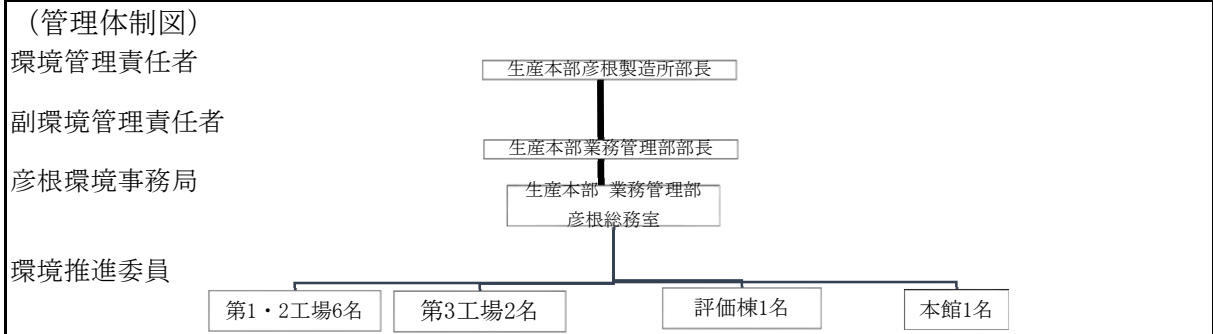 （管理体制図）
環境管理責任者
生産本部彦根製造所部長
副環境管理責任者
生産本部業務管理部部長
彦根環境事務局
生産本部 業務管理部
彦根総務室
環境推進委員
第1・2工場6名
第3工場2名
評価棟1名
本館1名